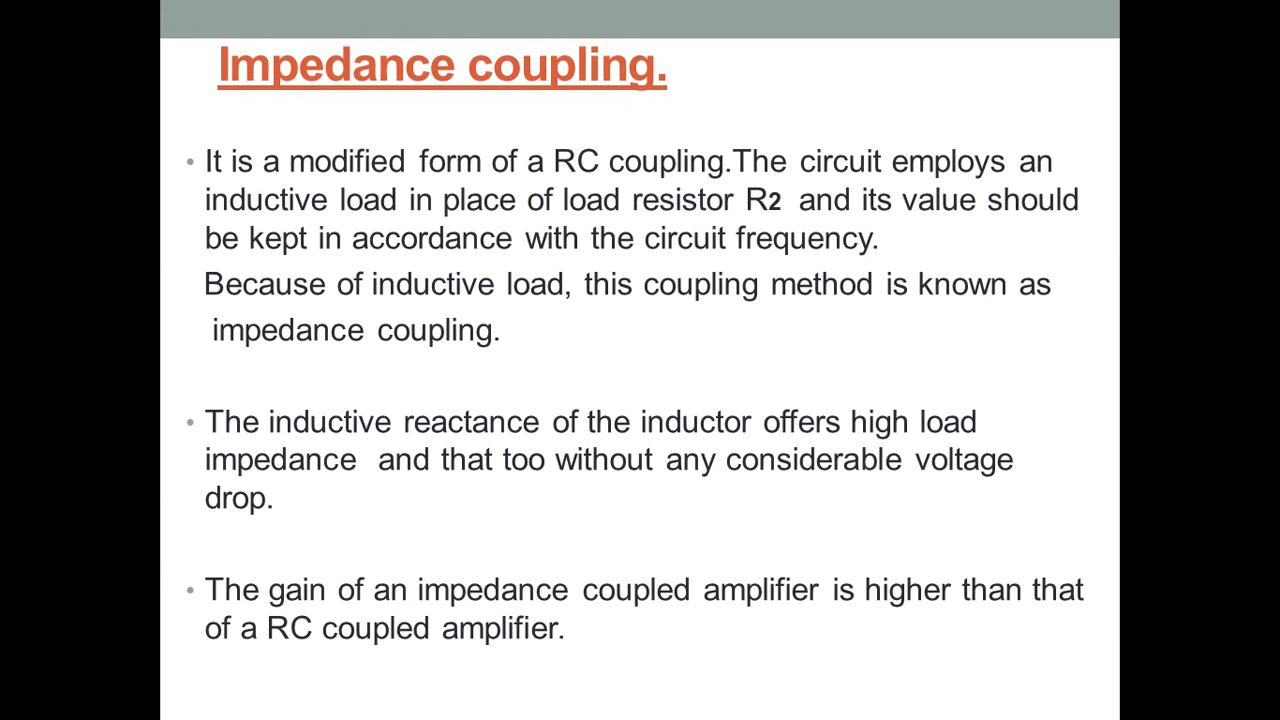 Impedance coupling.
• It is a modified form of a RC coupling.The circuit employs an
inductive load in place of load resistor R2 and its value should
be kept in accordance with the circuit frequency.
Because of inductive load, this coupling method is known as
impedance coupling.
• The inductive reactance of the inductor offers high load
impedance and that too without any considerable voltage
drop.
• The gain of an impedance coupled amplifier is higher than that
of a RC coupled amplifier.